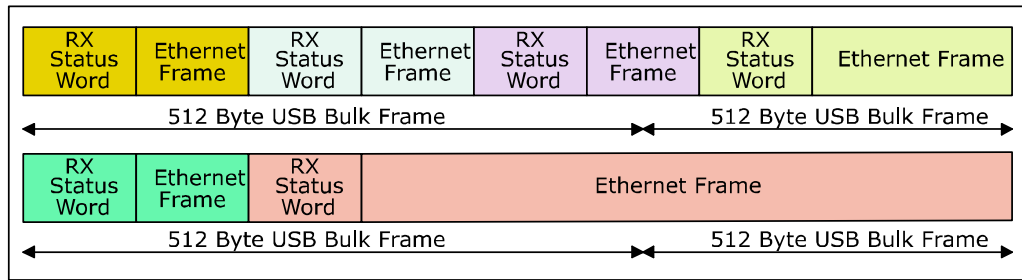 RX
Status
Word
Ethernet
Frame
RX
Status
Word
Ethernet
Frame
RX
Status
Word
Ethernet
Frame
RX
Status
Word
Ethernet Frame
512 Byte USB Bulk Frame
512 Byte USB Bulk Frame
RX
Status
Word
Ethernet
Frame
RX
Status
Word
Ethernet Frame
512 Byte USB Bulk Frame
512 Byte USB Bulk Frame